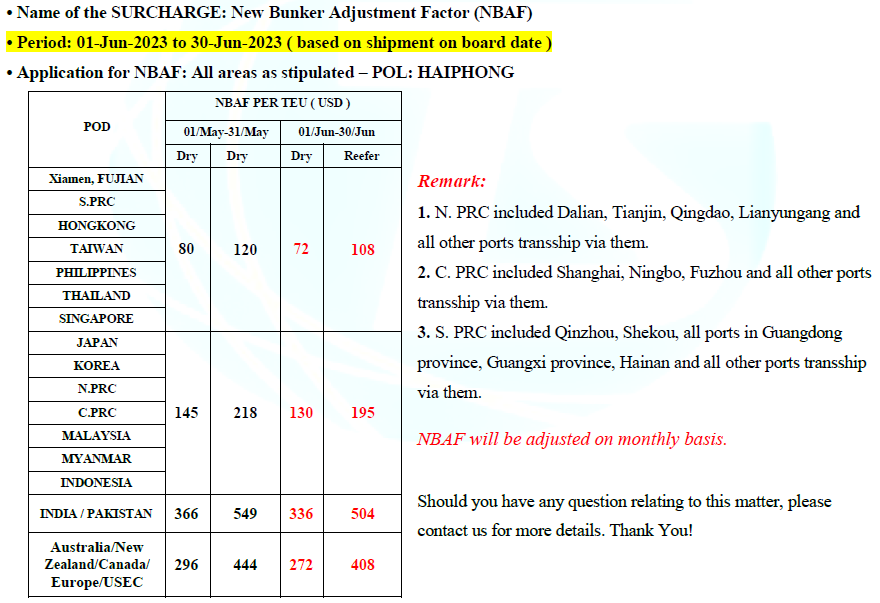 • Name of the SURCHARGE: New Bunker Adjustment Factor (NBAF)
• Period: 01-Jun-2023 to 30-Jun-2023 ( based on shipment on board date )
• Application for NBAF: All areas as stipulated – POL: HAIPHONG
POD
NBAF PER TEU ( USD )
01/May-31/May 01/Jun-30/Jun
Dry Dry Dry Reefer
Xiamen, FUJIAN
S.PRC
HONGKONG
TAIWAN 80 120 72 108
PHILIPPINES
THAILAND
SINGAPORE
JAPAN
KOREA
N.PRC
C.PRC 145 218 130 195
MALAYSIA
MYANMAR
INDONESIA
INDIA / PAKISTAN 366 549 336 504
Australia/New
Zealand/Canada/ 296 444 272 408
Europe/USEC
Remark:
1. N. PRC included Dalian, Tianjin, Qingdao, Lianyungang and
all other ports transship via them.
2. C. PRC included Shanghai, Ningbo, Fuzhou and all other ports
transship via them.
3. S. PRC included Qinzhou, Shekou, all ports in Guangdong
province, Guangxi province, Hainan and all other ports transship
via them.
NBAF will be adjusted on monthly basis.
Should you have any question relating to this matter, please
contact us for more details. Thank You!